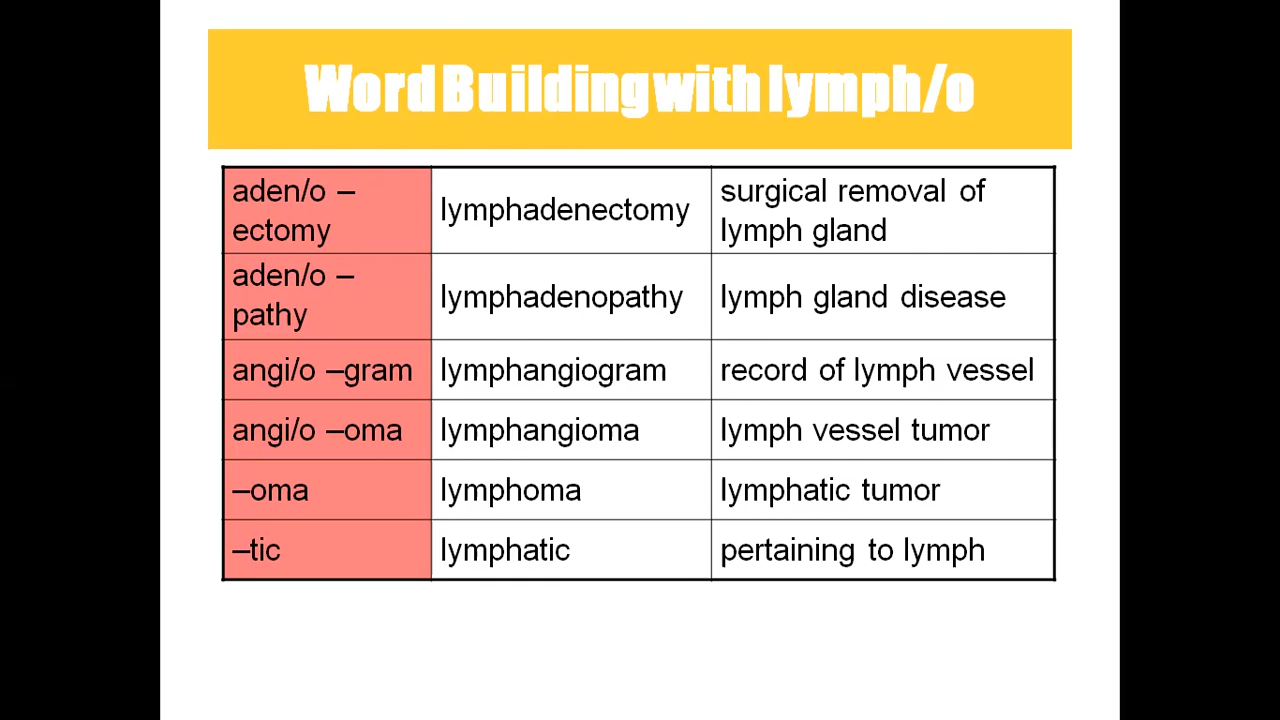 Word Building with lymph/o
aden/o –
ectomy
lymphadenectomy
surgical removal of
lymph gland
aden/o –
pathy
lymphadenopathy
lymph gland disease
angi/o –gram
lymphangiogram
record of lymph vessel
angi/o –oma
lymphangioma
lymph vessel tumor
–oma
lymphoma
lymphatic tumor
–tic
lymphatic
pertaining to lymph